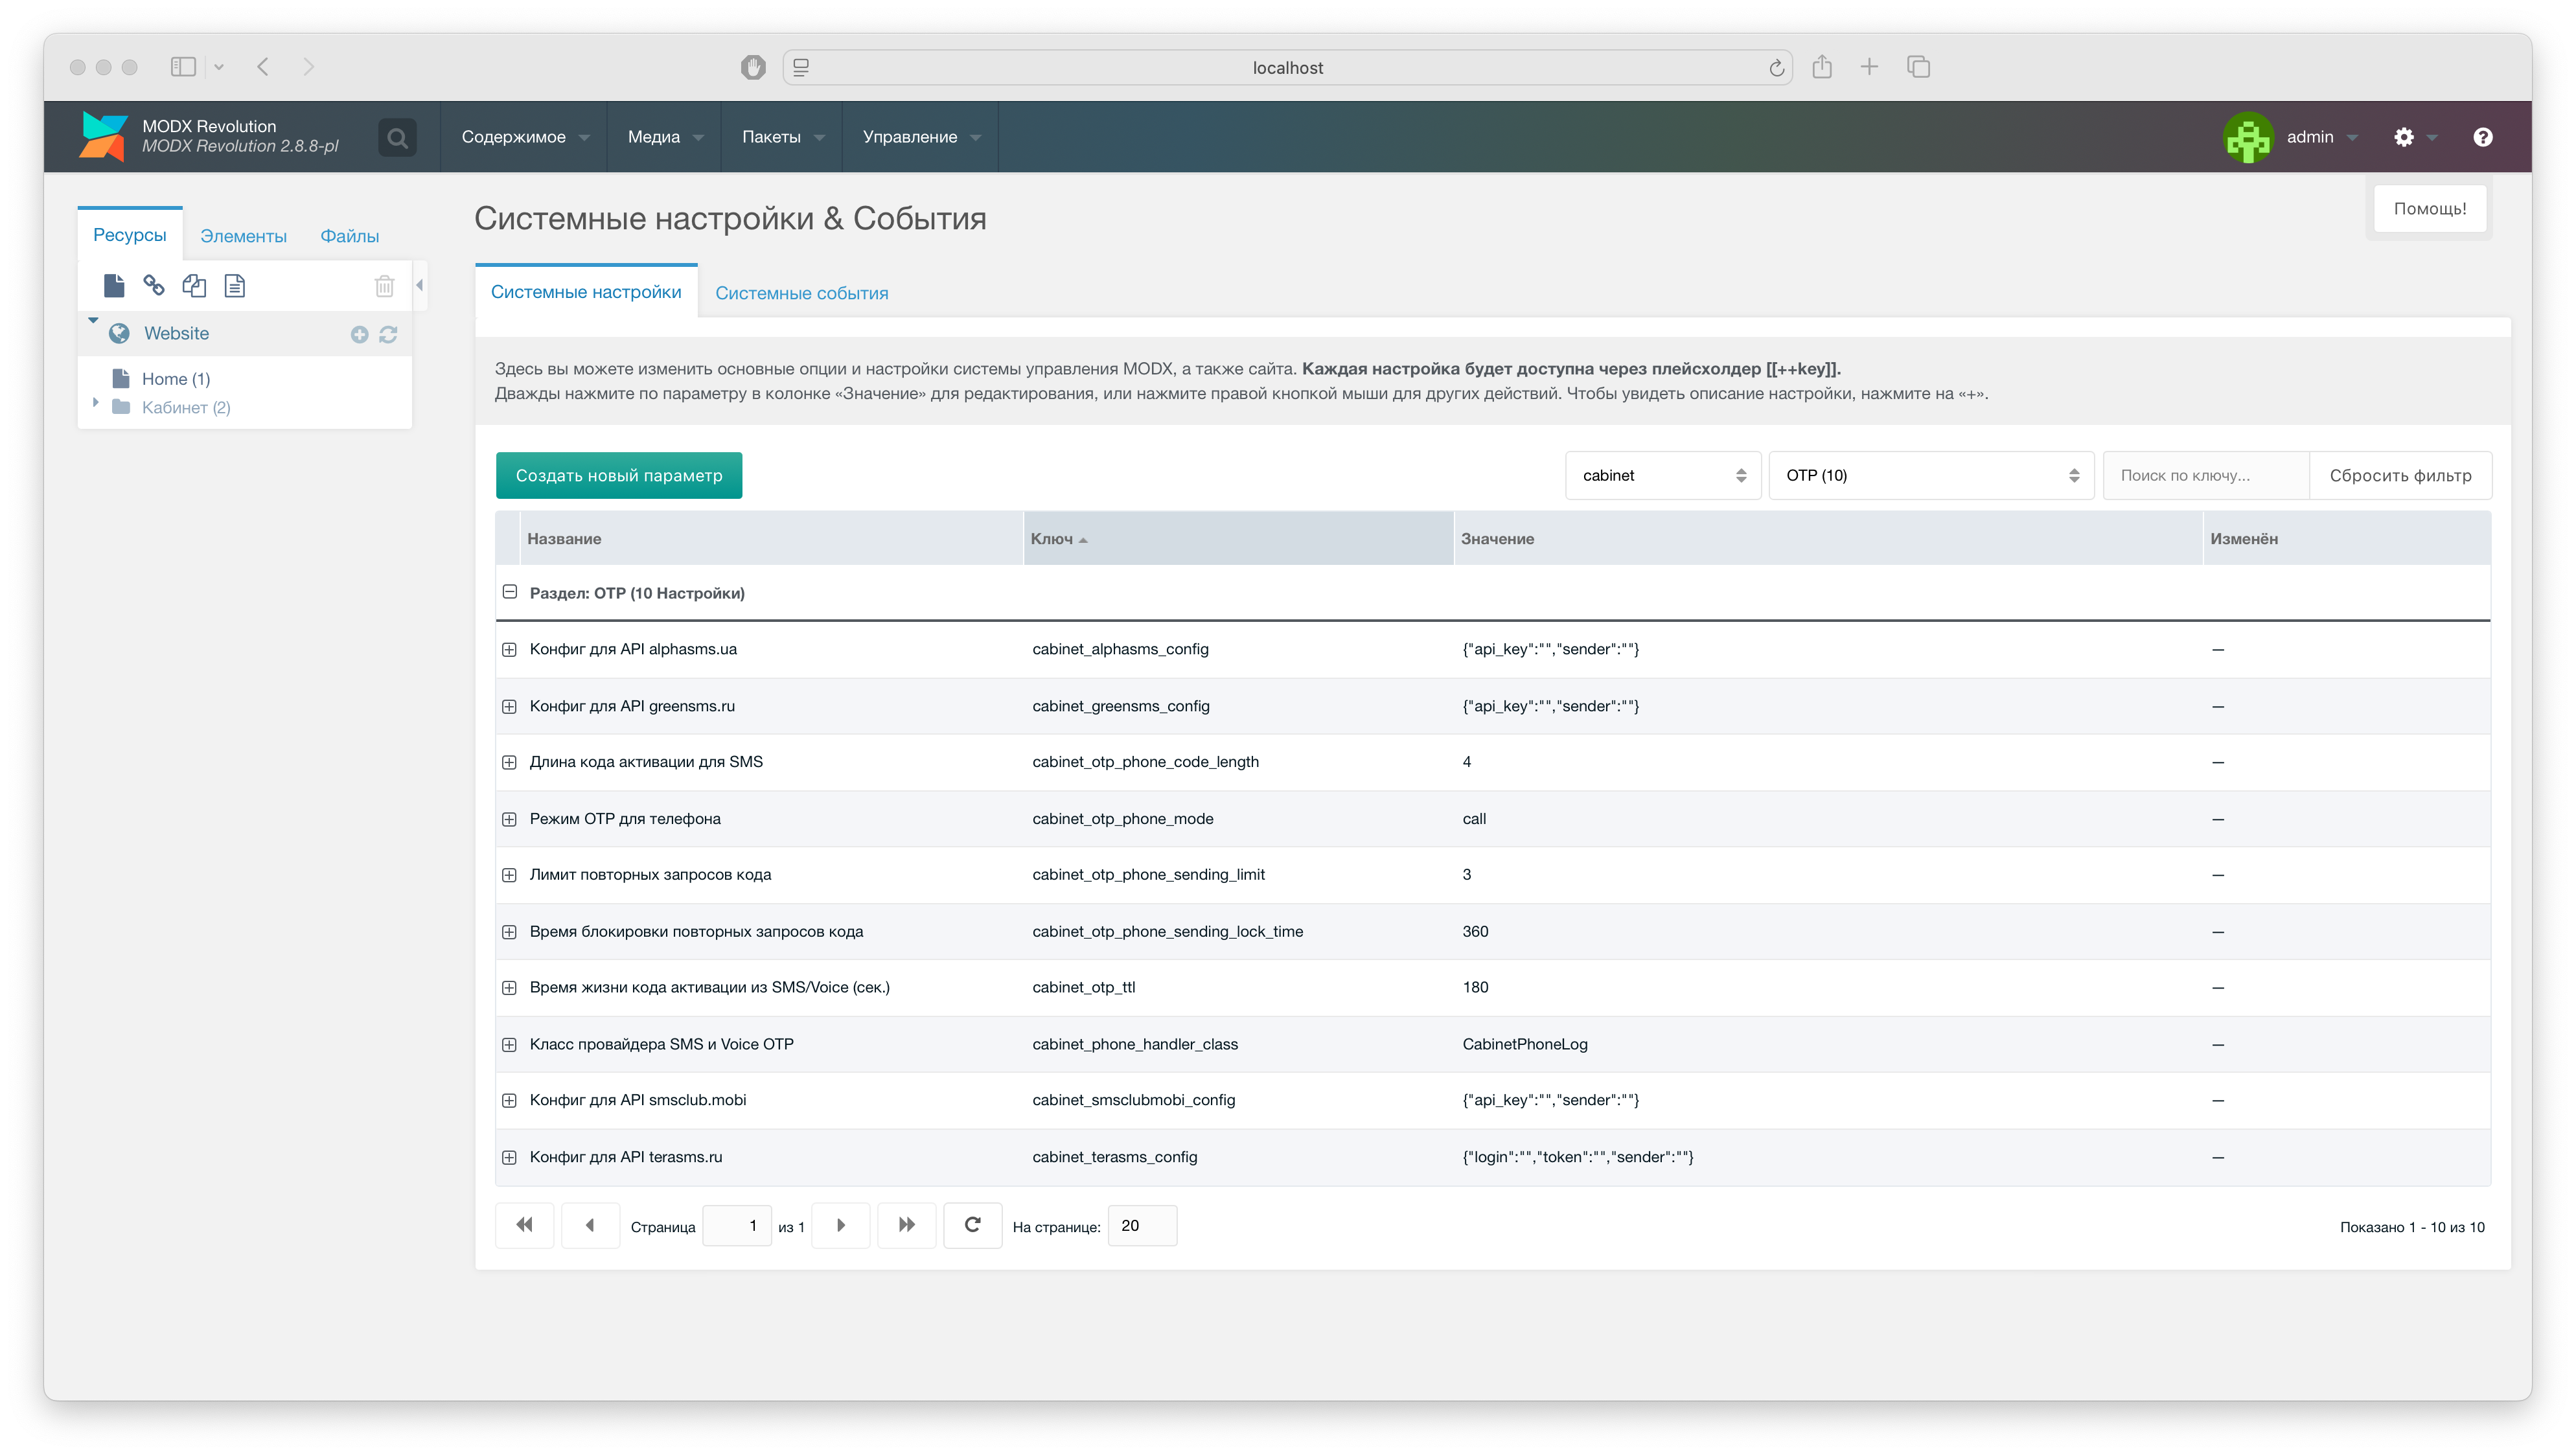 localhost
MODX Revolution
MODX Revolution 2.8.8-pl
Содержимое
Медиа
Пакеты
Управление
admin
Ресурсы
Элементы
Файлы
Website
Home (1)
Кабинет (2)
Системные настройки & События
Помощь!
Системные настройки
Системные события
Здесь вы можете изменить основные опции и настройки системы управления MODX, а также сайта. Каждая настройка будет доступна через плейсхолдер [[++key]].
Дважды нажмите по параметру в колонке «Значение» для редактирования, или нажмите правой кнопкой мыши для других действий. Чтобы увидеть описание настройки, нажмите на «+».
Создать новый параметр
cabinet
OTP (10)
Поиск по ключу...
Сбросить фильтр
Название Ключ Значение Изменён
Раздел: OTP (10 Настройки)
Конфиг для API alphasms.ua cabinet_alphasms_config {"api_key":"","sender":""} —
Конфиг для API greensms.ru cabinet_greensms_config {"api_key":"","sender":""} —
Длина кода активации для SMS cabinet_otp_phone_code_length 4 —
Режим OTP для телефона cabinet_otp_phone_mode call —
Лимит повторных запросов кода cabinet_otp_phone_sending_limit 3 —
Время блокировки повторных запросов кода cabinet_otp_phone_sending_lock_time 360 —
Время жизни кода активации из SMS/Voice (сек.) cabinet_otp_ttl 180 —
Класс провайдера SMS и Voice OTP cabinet_phone_handler_class CabinetPhoneLog —
Конфиг для API smsclub.mobi cabinet_smsclubmobi_config {"api_key":"","sender":""} —
Конфиг для API terasms.ru cabinet_terasms_config {"login":"","token":"","sender":""} —
Страница 1 из 1 На странице: 20 Показано 1 - 10 из 10